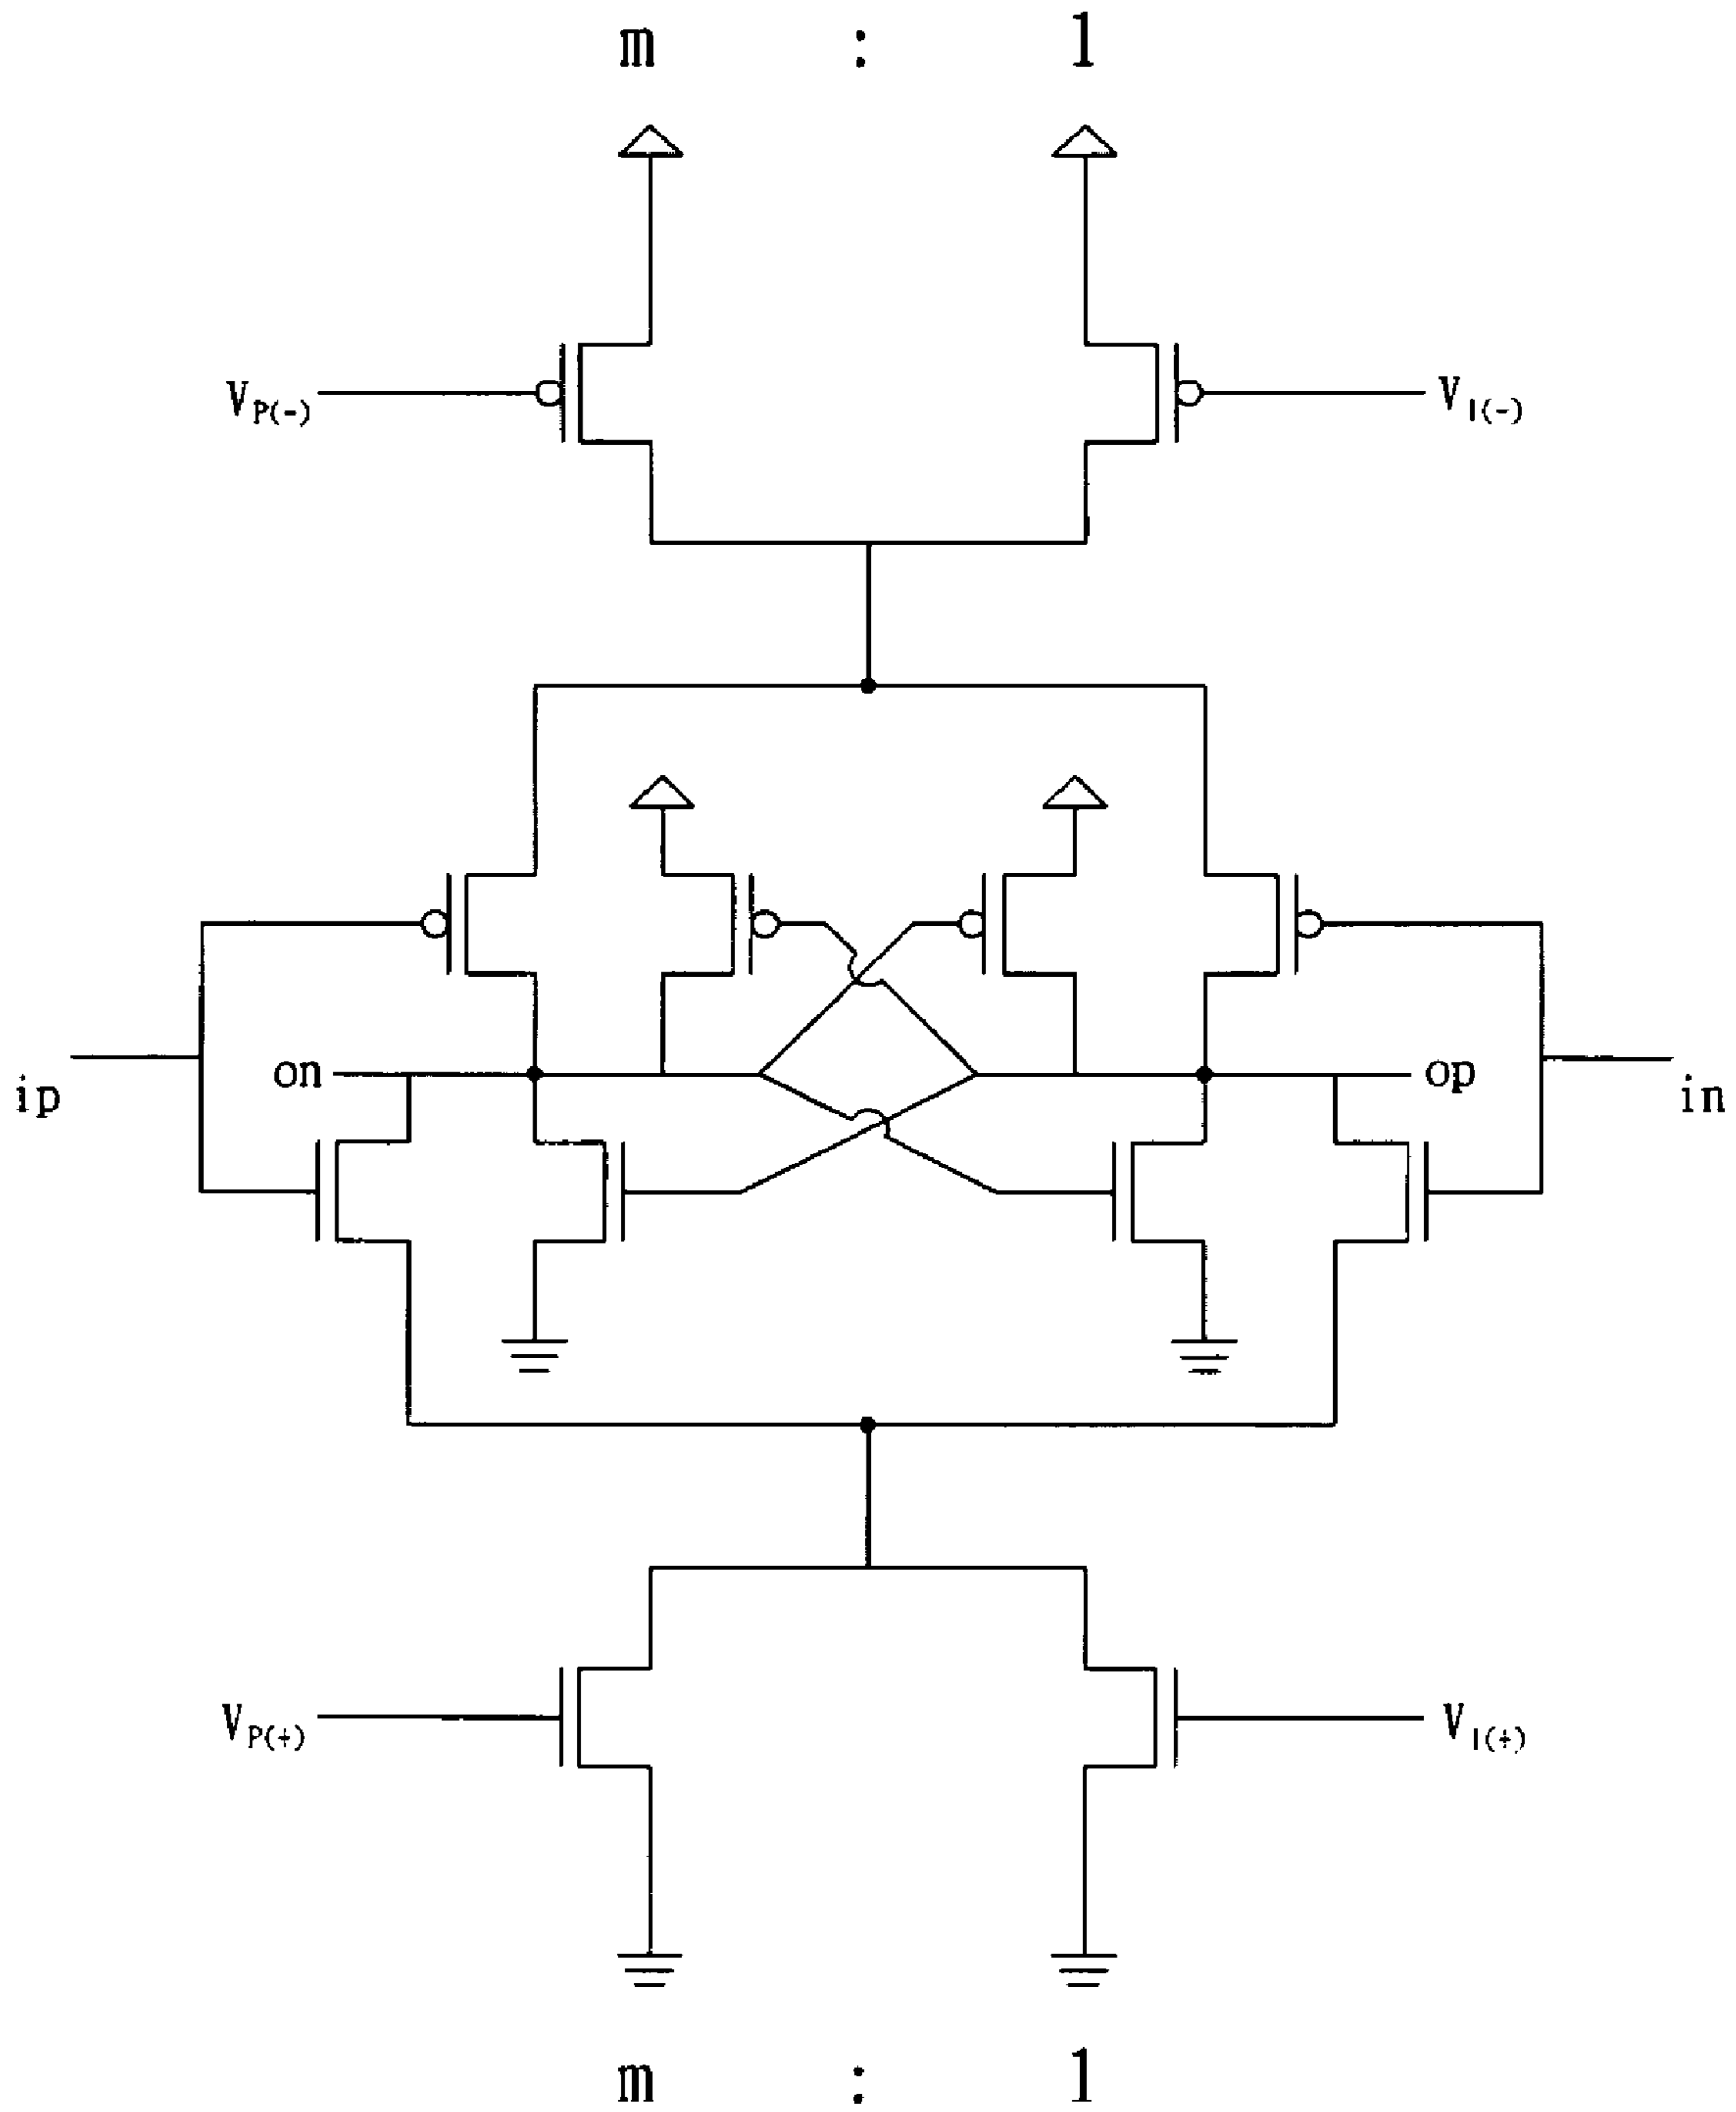 m : 1
VP(-) VI(-)
ip on op in
VP(+) VI(+)
m : 1